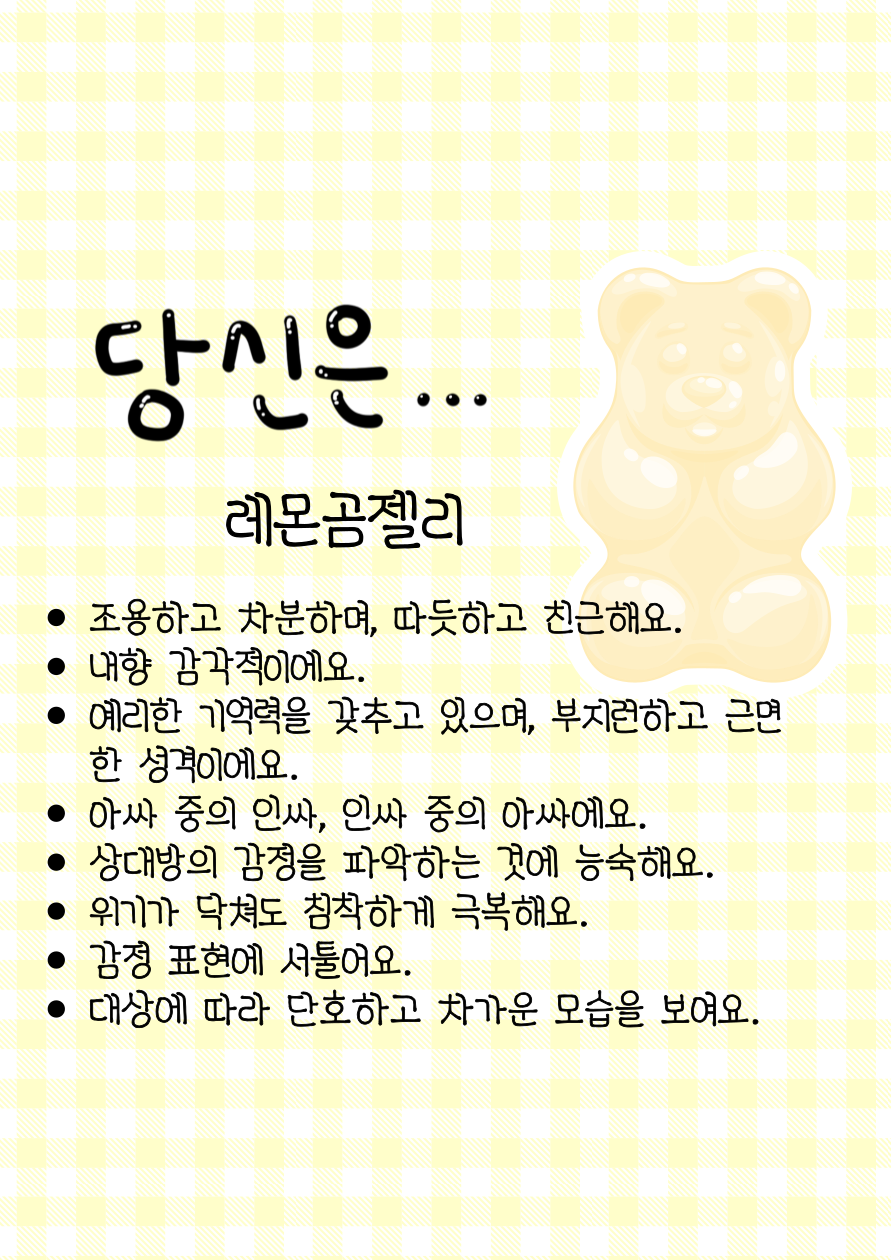 당신은...
레몬곰젤리
• 조용하고 차분하며, 따듯하고 친근해요.
• 내향 감각적이에요.
• 예리한 기억력을 갖추고 있으며, 부지런하고 근면
한 성격이에요.
• 아싸 중의 인싸, 인싸 중의 아싸에요.
• 상대방의 감정을 파악하는 것에 능숙해요.
• 위기가 닥쳐도 침착하게 극복해요.
• 감정 표현에 서툴어요.
• 대상에 따라 단호하고 차가운 모습을 보여요.